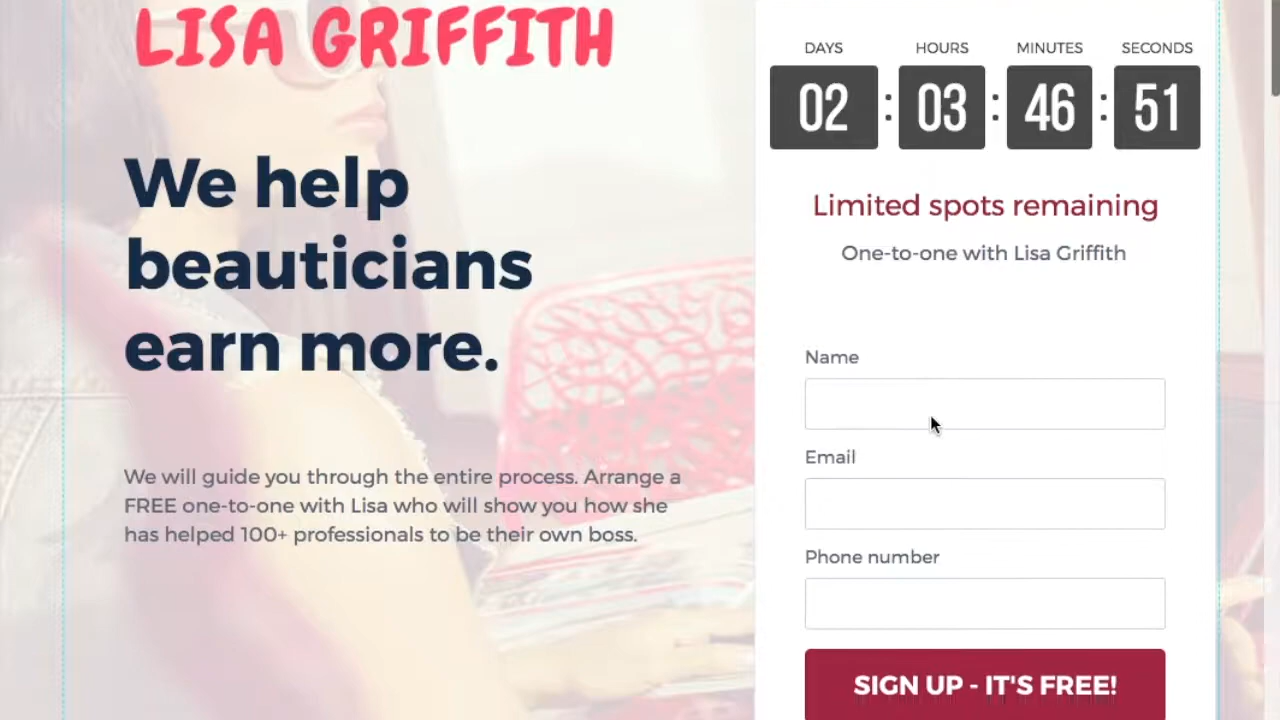 LISA GRIFFITH
We help
beauticians
earn more.
We will guide you through the entire process. Arrange a
FREE one-to-one with Lisa who will show you how she
has helped 100+ professionals to be their own boss.
DAYS HOURS MINUTES SECONDS
02 : 03 : 46 : 51
Limited spots remaining
One-to-one with Lisa Griffith
Name
Email
Phone number
SIGN UP - IT'S FREE!